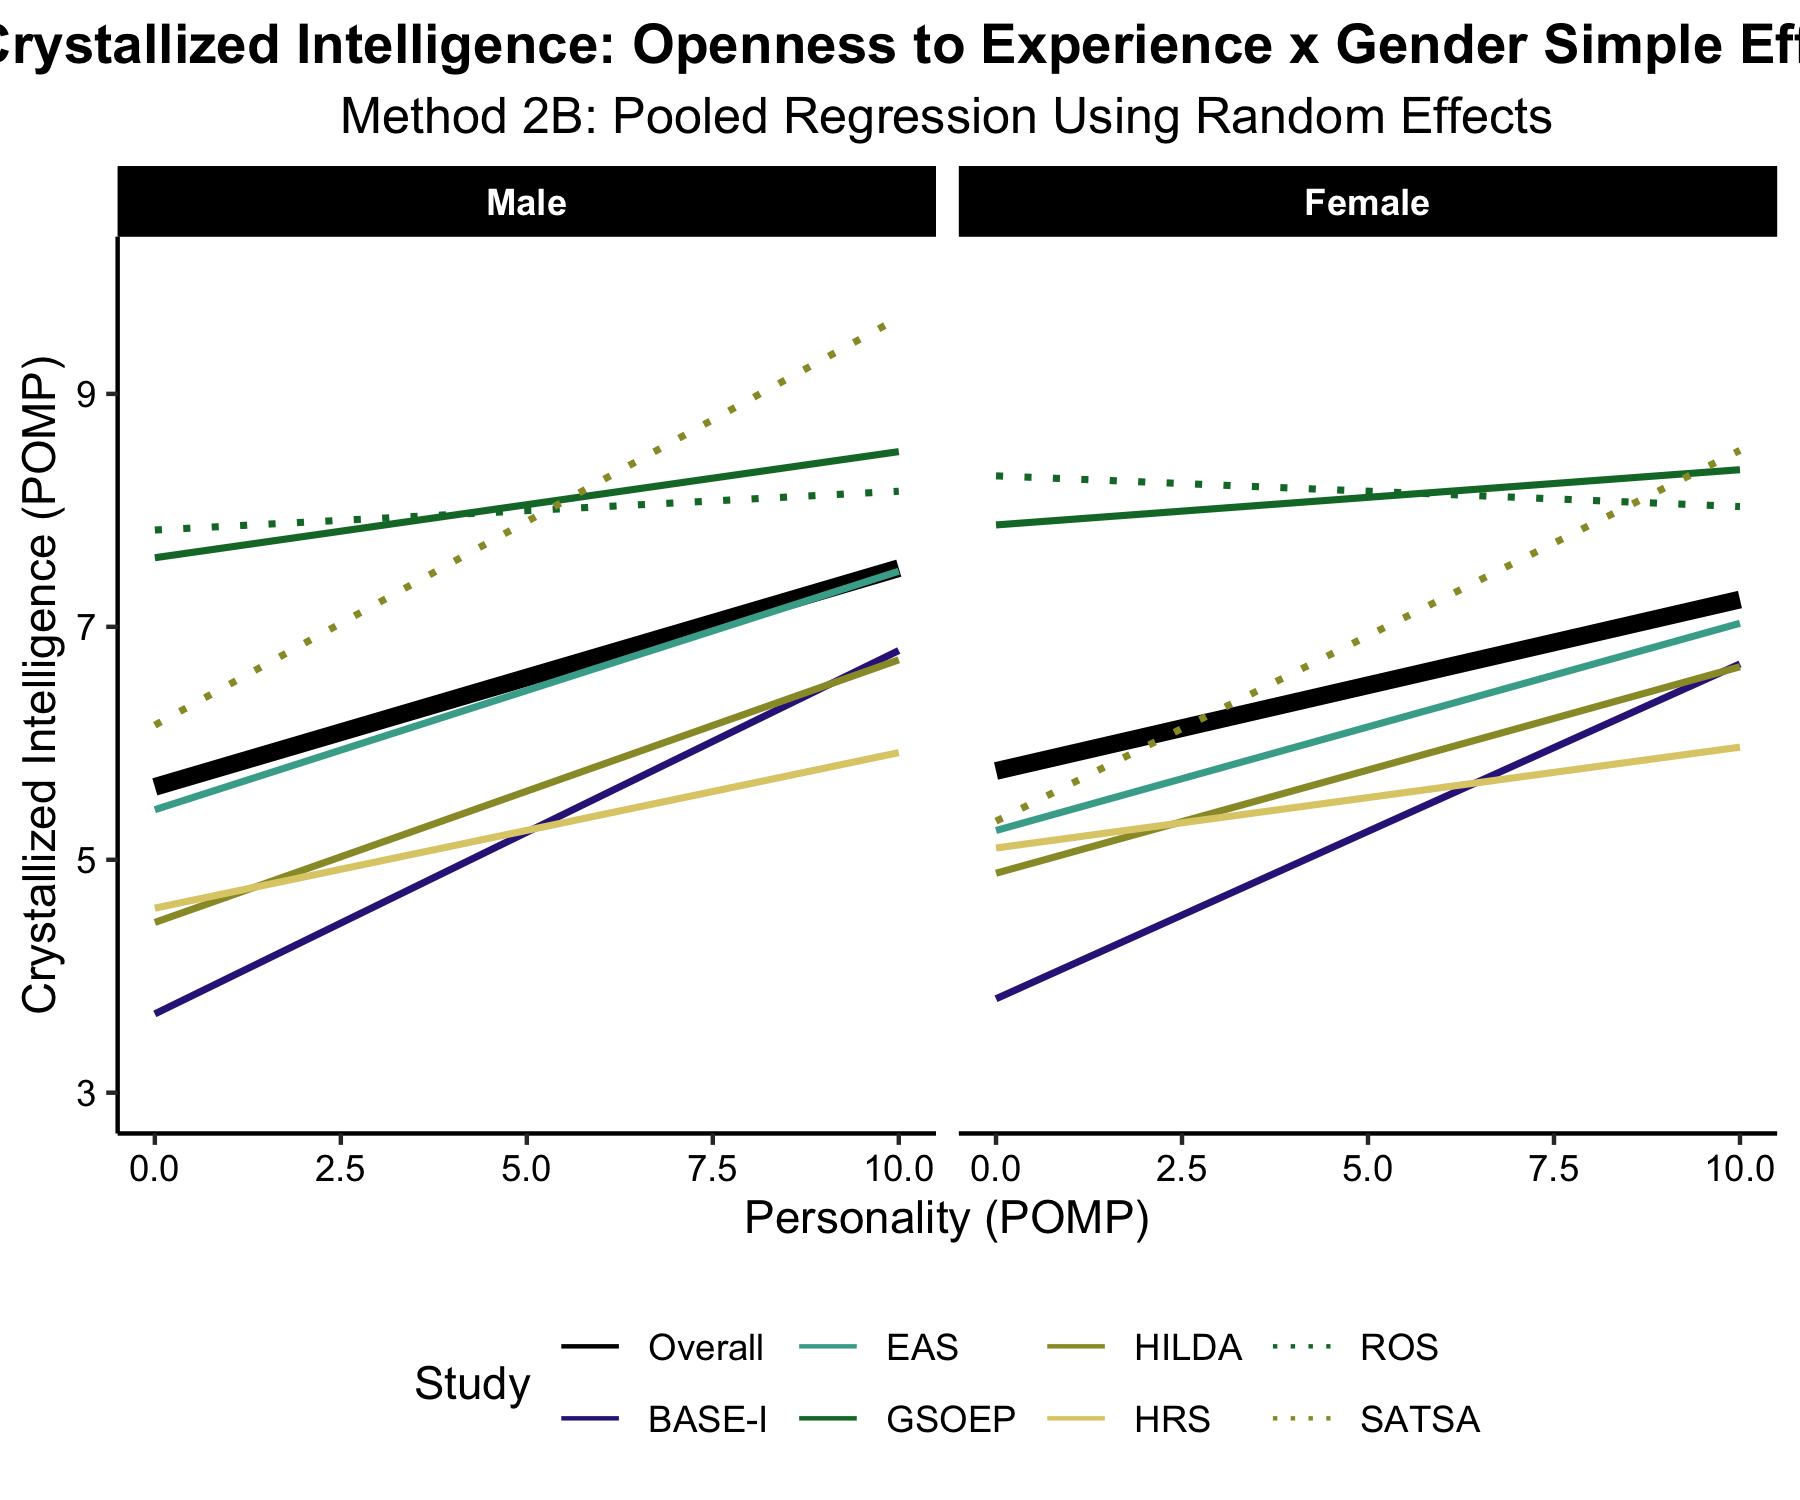 Crystallized Intelligence: Openness to Experience x Gender Simple Eff
Method 2B: Pooled Regression Using Random Effects
Male
Female
Crystallized Intelligence (POMP)
9
7
5
3
0.0 2.5 5.0 7.5 10.0
0.0 2.5 5.0 7.5 10.0
Personality (POMP)
Study
Overall EAS HILDA ROS
BASE-I GSOEP HRS SATSA